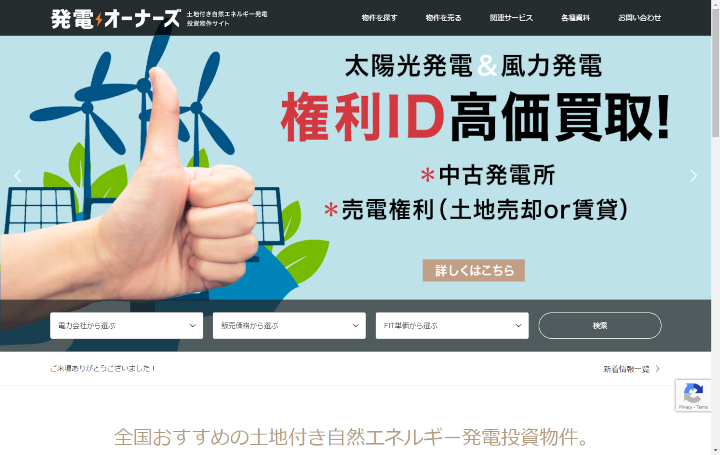 発電オーナーズ
土地付き自然エネルギー発電
投資物件サイト
物件を探す 物件を売る 関連サービス 各種資料 お問い合わせ
太陽光発電&風力発電
権利ID高価買取!
＊中古発電所
＊売電権利(土地売却or賃貸)
詳しくはこちら
電力会社から選ぶ 販売価格から選ぶ FIT単価から選ぶ 検索
ご来場ありがとうございました！ 新着情報一覧
Privacy - Terms
全国おすすめの土地付き自然エネルギー発電投資物件。